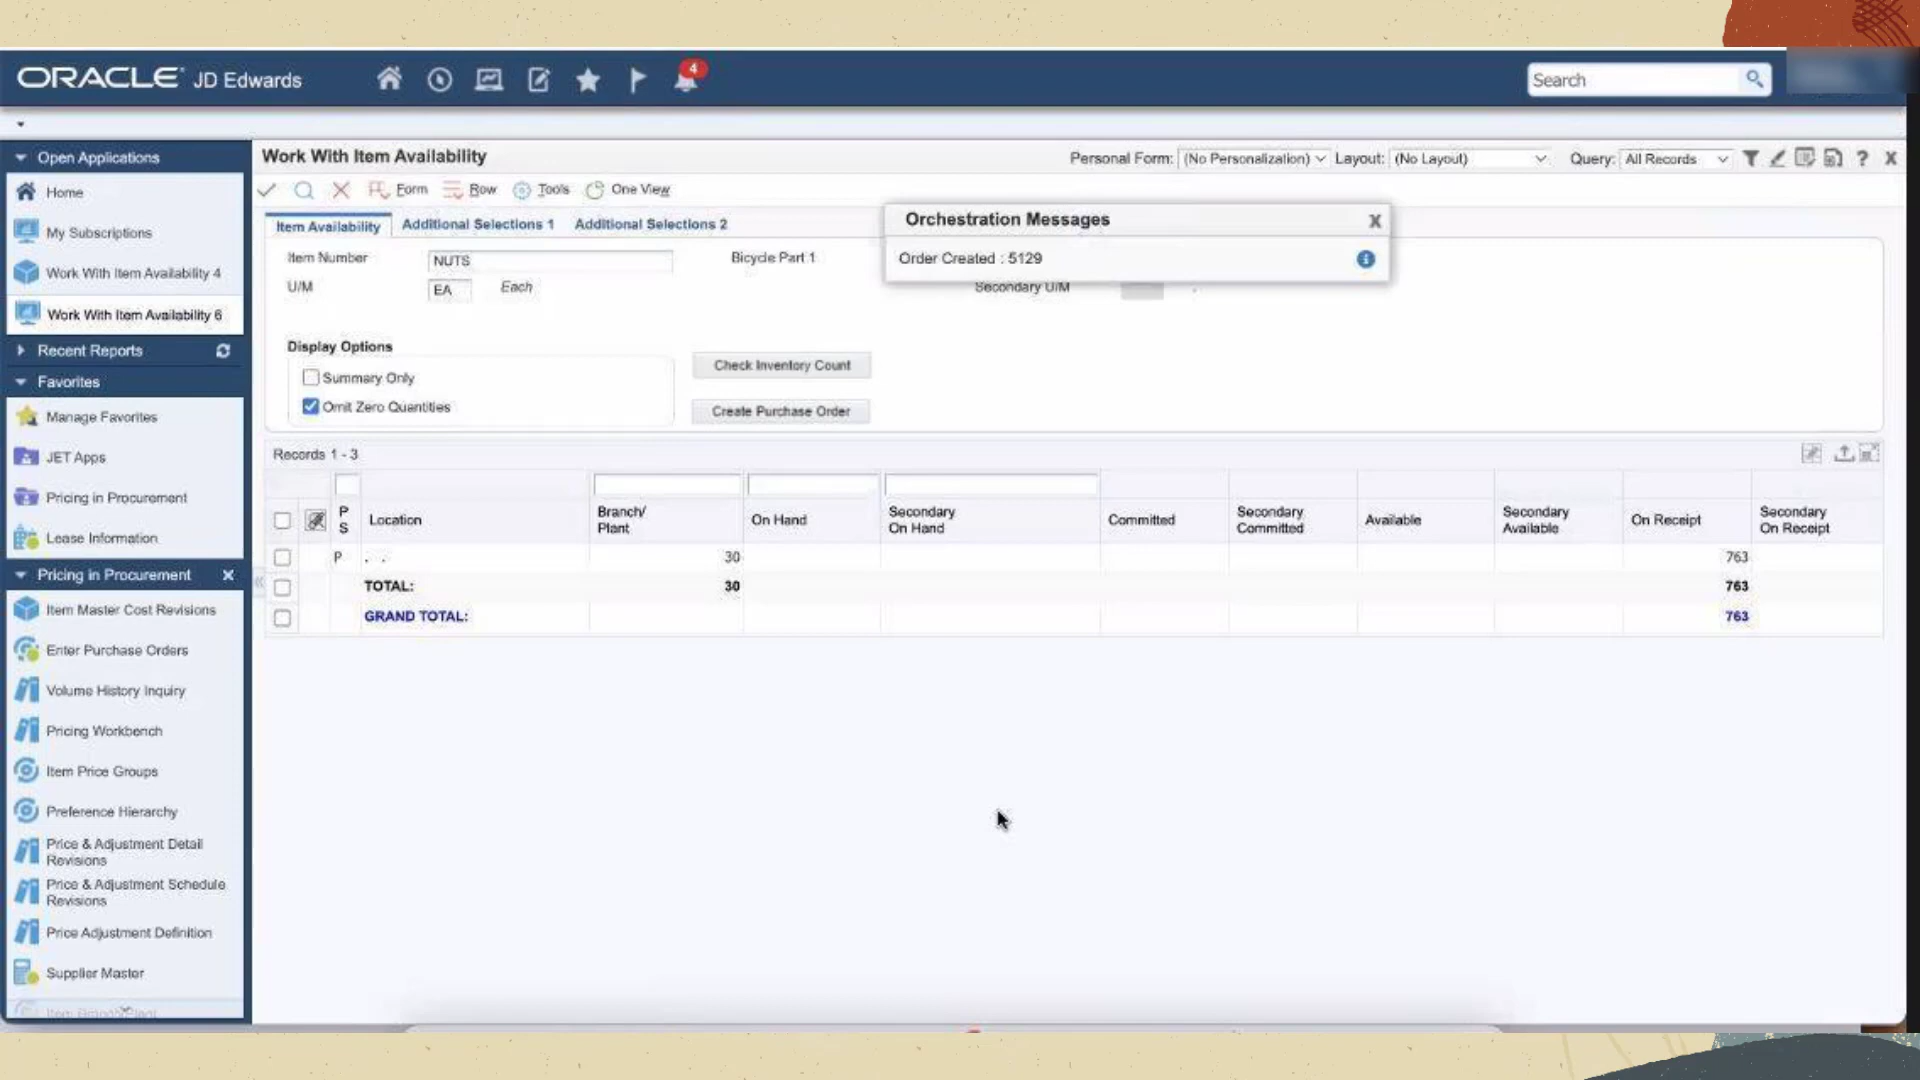 ORACLE JD Edwards
4
Search
Open Applications
Home
My Subscriptions
Work With Item Availability 4
Work With Item Availability 6
Recent Reports
Favorites
Manage Favorites
JET Apps
Pricing in Procurement
Lease Information
Pricing in Procurement X
Item Master Cost Revisions
Enter Purchase Orders
Volume History Inquiry
Pricing Workbench
Item Price Groups
Preference Hierarchy
Price & Adjustment Detail
Revisions
Price & Adjustment Schedule
Revisions
Price Adjustment Definition
Supplier Master
Item Branch/Plant
Work With Item Availability
Personal Form: (No Personalization) Layout: (No Layout) Query: All Records ? X
Form Row Tools One View
Item Availability Additional Selections 1 Additional Selections 2
Orchestration Messages X
Order Created : 5129
Item Number NUTS Bicycle Part 1
U/M EA Each Secondary U/M
Display Options
Summary Only
Omit Zero Quantities
Check Inventory Count
Create Purchase Order
Records 1 - 3
P S Location Branch/ Plant On Hand Secondary On Hand Committed Secondary Committed Available Secondary Available On Receipt Secondary On Receipt
P . . 30 763
TOTAL: 30 763
GRAND TOTAL: 763